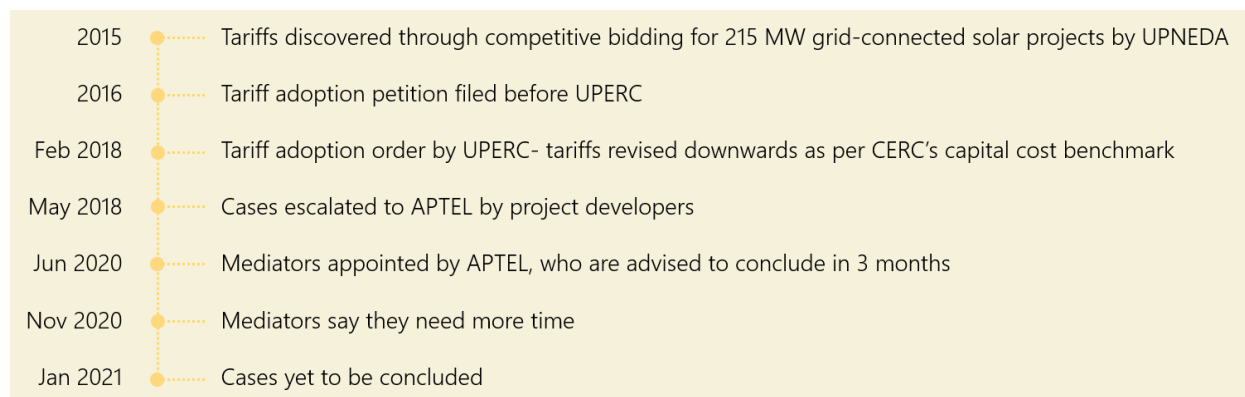 2015 Tariffs discovered through competitive bidding for 215 MW grid-connected solar projects by UPNEDA
2016 Tariff adoption petition filed before UPERC
Feb 2018 Tariff adoption order by UPERC- tariffs revised downwards as per CERC’s capital cost benchmark
May 2018 Cases escalated to APTEL by project developers
Jun 2020 Mediators appointed by APTEL, who are advised to conclude in 3 months
Nov 2020 Mediators say they need more time
Jan 2021 Cases yet to be concluded